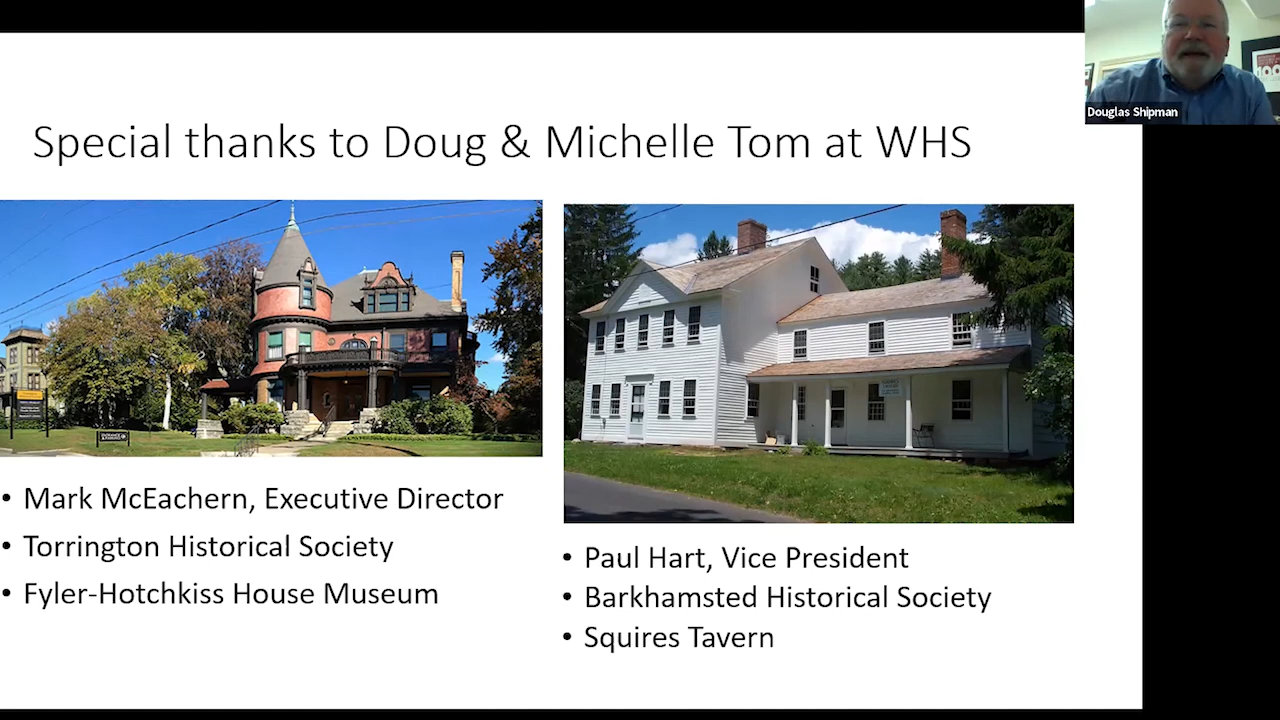 Special thanks to Doug & Michelle Tom at WHS
Douglas Shipman
100
• Mark McEachern, Executive Director
• Torrington Historical Society
• Fyler-Hotchkiss House Museum
• Paul Hart, Vice President
• Barkhamsted Historical Society
• Squires Tavern